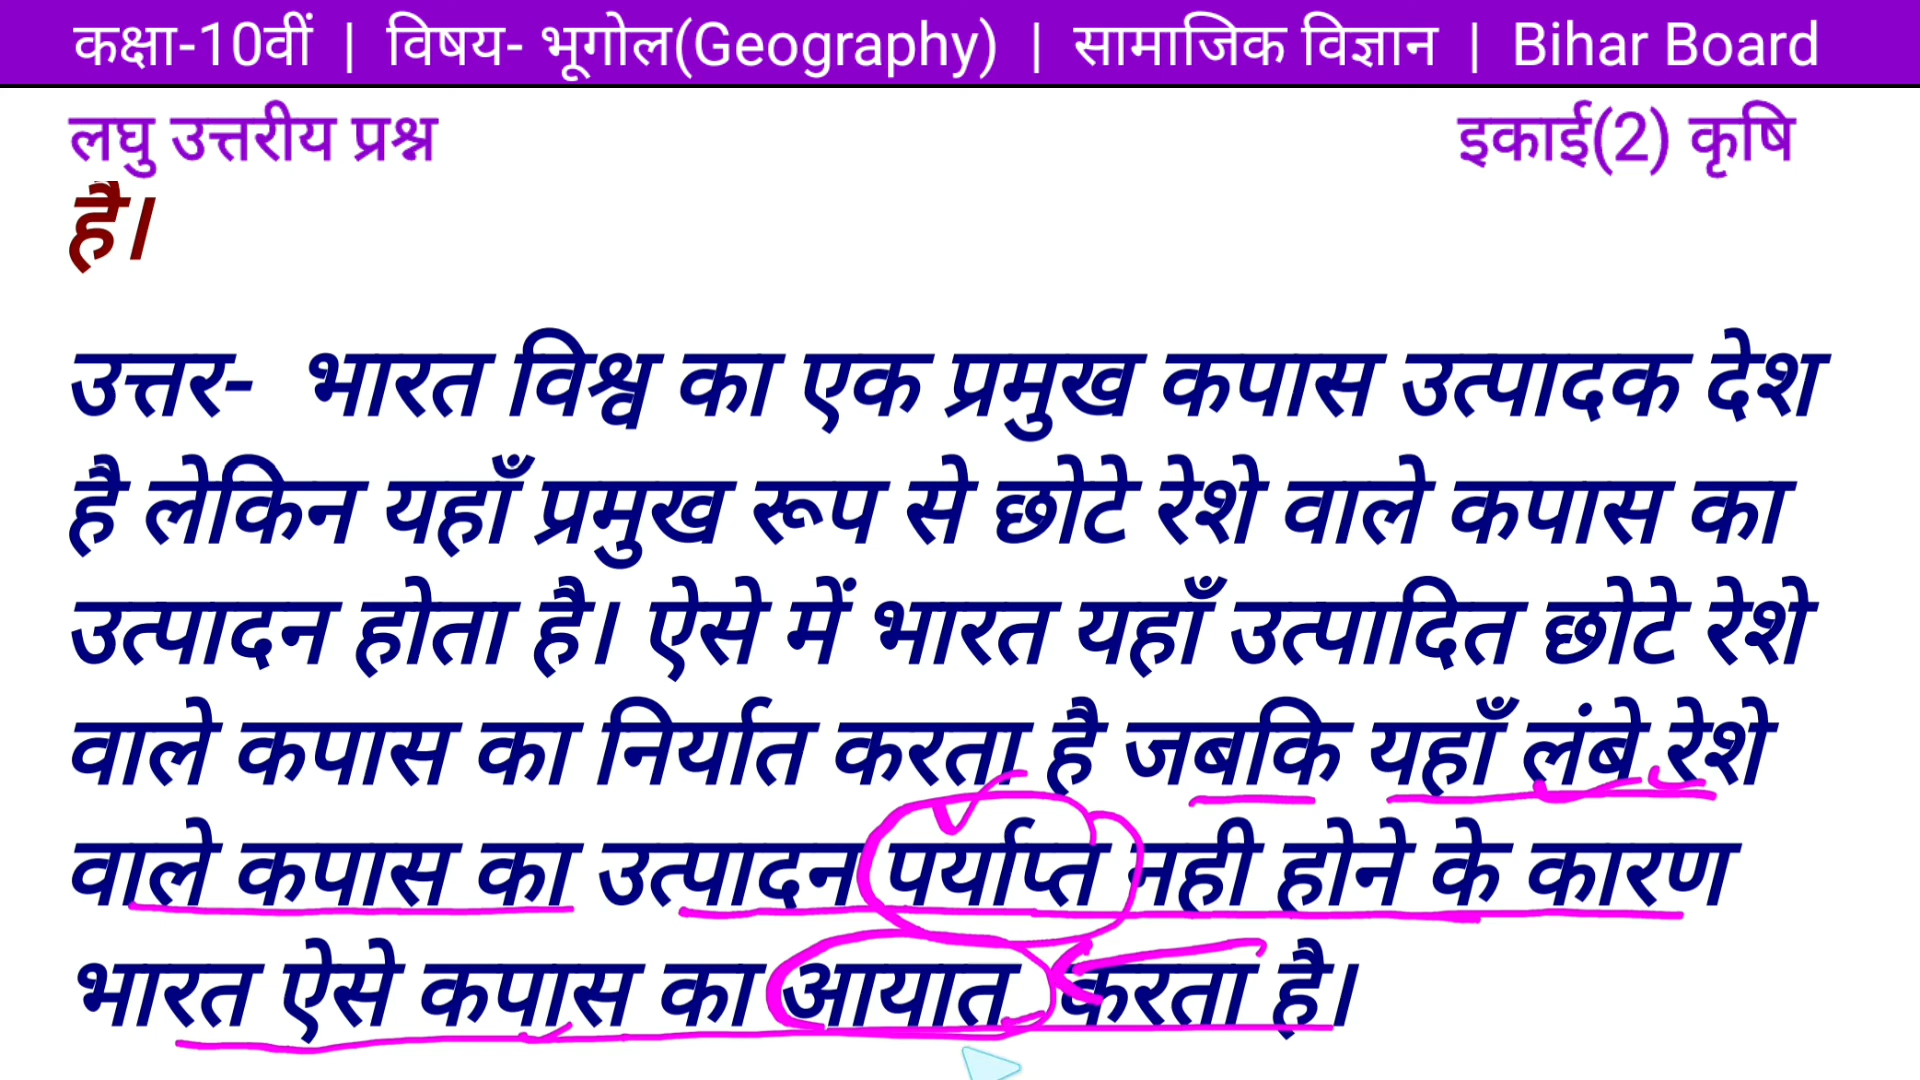 कक्षा-10वीं | विषय- भूगोल(Geography) | सामाजिक विज्ञान | Bihar Board
लघु उत्तरीय प्रश्न इकाई(2) कृषि
है।
उत्तर- भारत विश्व का एक प्रमुख कपास उत्पादक देश
है लेकिन यहाँ प्रमुख रूप से छोटे रेशे वाले कपास का
उत्पादन होता है। ऐसे में भारत यहाँ उत्पादित छोटे रेशे
वाले कपास का निर्यात करता है जबकि यहाँ लंबे रेशे
वाले कपास का उत्पादन पर्याप्त नही होने के कारण
भारत ऐसे कपास का आयात करता है।